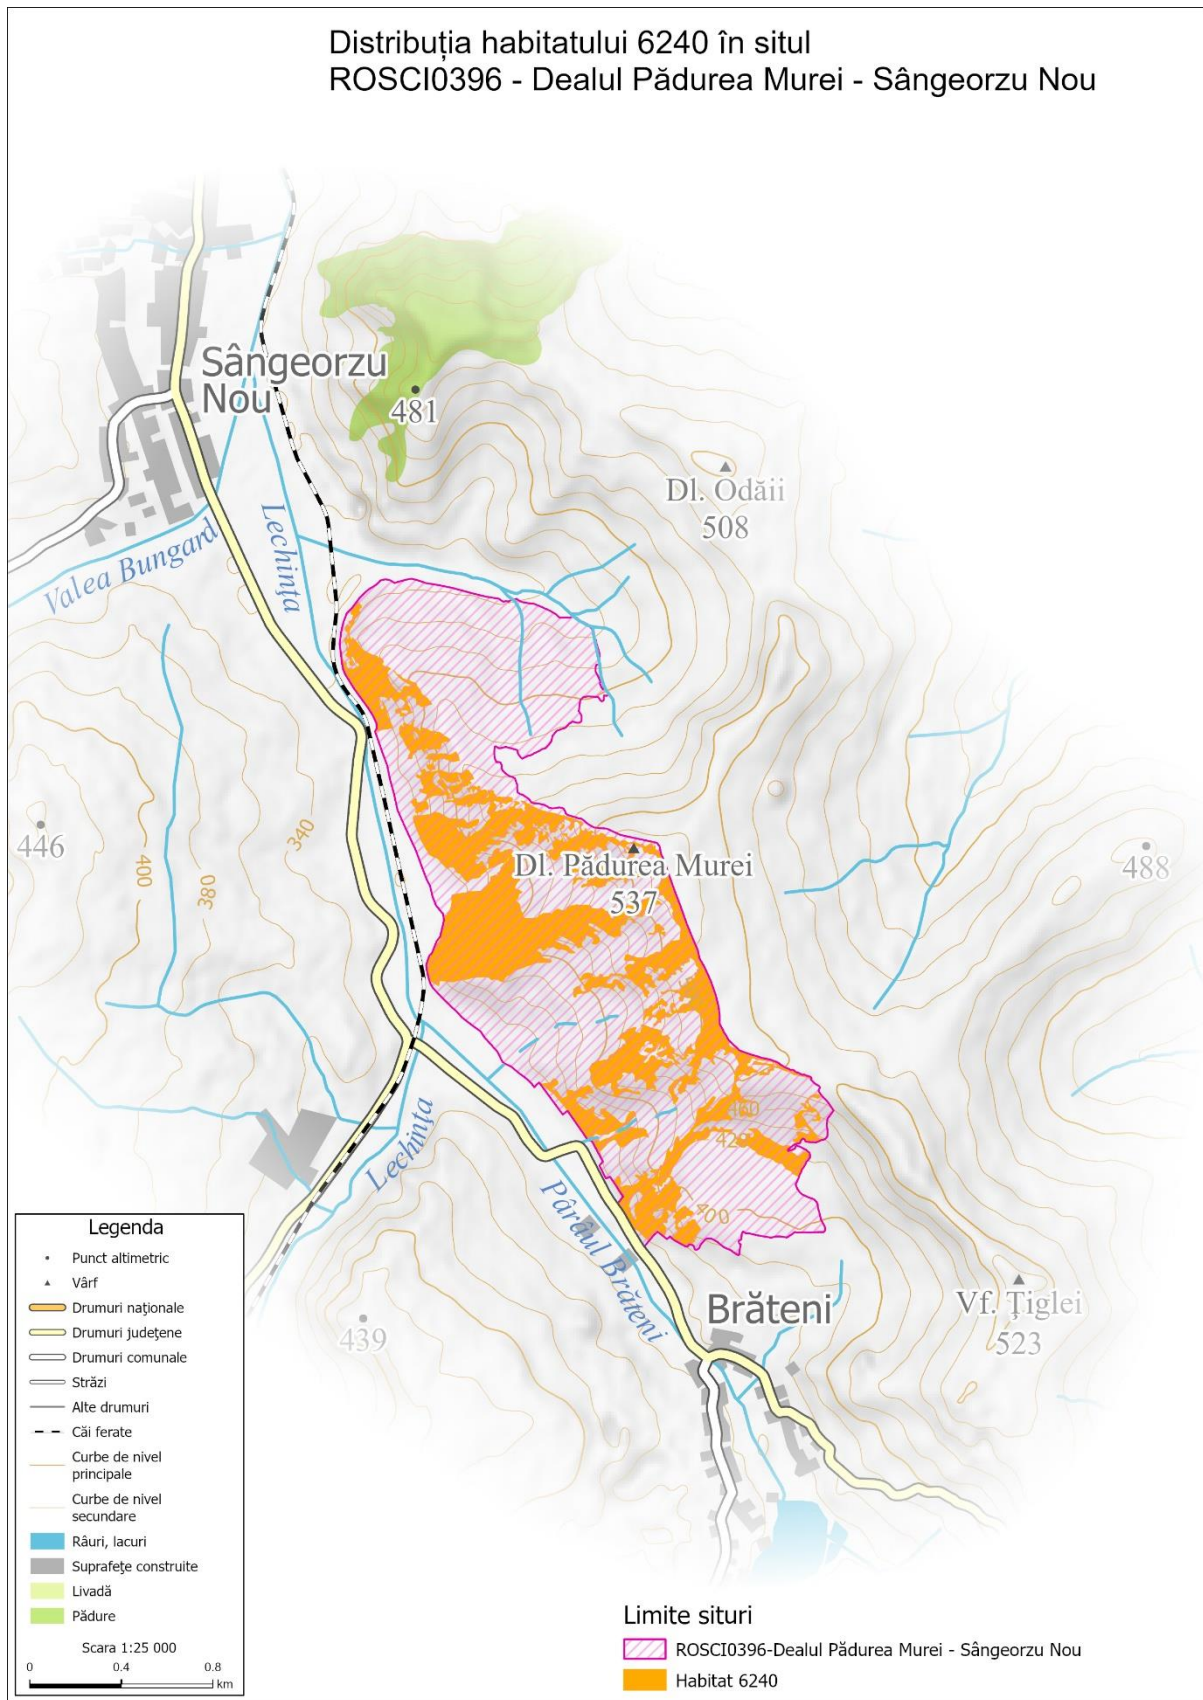 Distribuția habitatului 6240 în situl
ROSCI0396 - Dealul Pădurea Murei - Sângeorzu Nou
Sângeorzu
Nou
481
Dl. Odăii
508
Lechința
Valea Bungard
446
400
380
340
Dl. Pădurea Murei
537
488
460
420
400
Lechința
Pârâul Brăteni
Brăteni
Vf. Țiglei
523
439
Legenda
Punct altimetric
Vârf
Drumuri naționale
Drumuri județene
Drumuri comunale
Străzi
Alte drumuri
Căi ferate
Curbe de nivel
principale
Curbe de nivel
secundare
Râuri, lacuri
Suprafețe construite
Livadă
Pădure
Scara 1:25 000
0 0.4 0.8
km
Limite situri
ROSCI0396-Dealul Pădurea Murei - Sângeorzu Nou
Habitat 6240